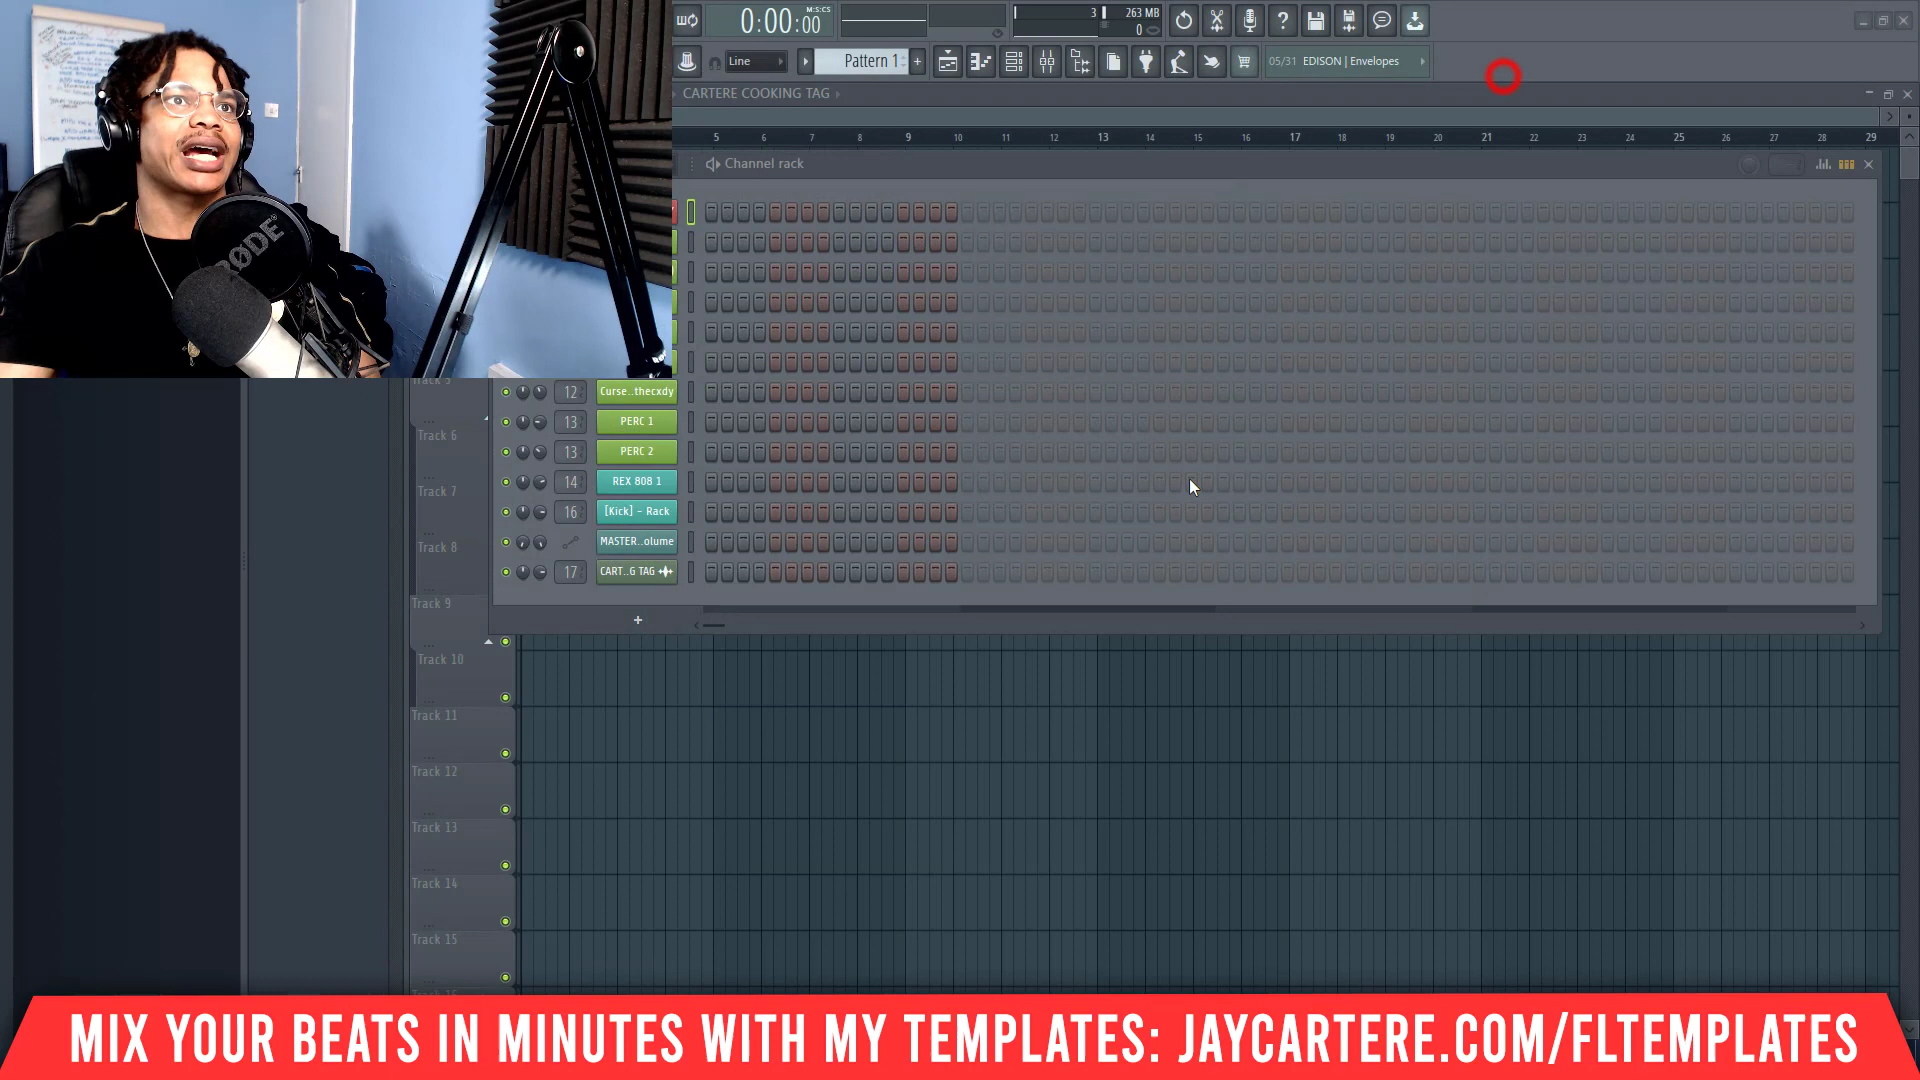 0:00:00
M:S:CS
3
263 MB
0
Line
Pattern 1
+
05/31 EDISON | Envelopes
CARTERE COOKING TAG
5 6 7 8 9 10 11 12 13 14 15 16 17 18 19 20 21 22 23 24 25 26 27 28 29
Channel rack
RØDE
12 Curse..thecxdy
13 PERC 1
13 PERC 2
14 REX 808 1
16 [Kick] - Rack
MASTER..olume
17 CART..G TAG
+
Track 5
Track 6
Track 7
Track 8
Track 9
Track 10
Track 11
Track 12
Track 13
Track 14
Track 15
MIX YOUR BEATS IN MINUTES WITH MY TEMPLATES: JAYCARTERE.COM/FLTEMPLATES